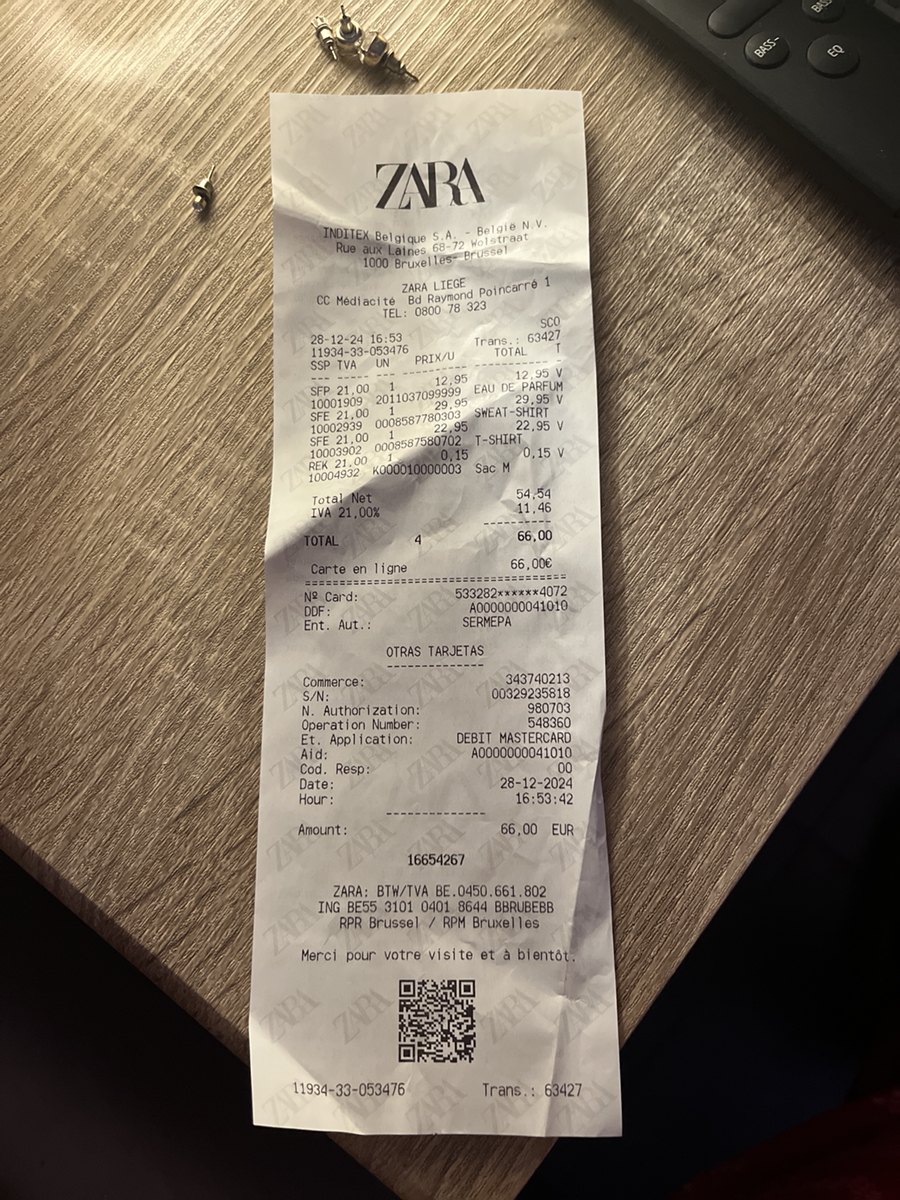 BASS
BASS-
EQ
ZARA
INDITEX Belgique S.A. - België N.V.
Rue aux Laines 68-72 Wolstraat
1000 Bruxelles- Brussel
ZARA LIEGE
CC Médiacité Bd Raymond Poincarré 1
TEL: 0800 78 323
SCO
28-12-24 16:53 Trans.: 63427
11934-33-053476 TOTAL T
SSP TVA UN PRIX/U
SFP 21,00 1 12,95 12,95 V
10001909 2011037099999 EAU DE PARFUM
SFE 21,00 1 29,95 29,95 V
10002939 0008587780303 SWEAT-SHIRT
SFE 21,00 1 22,95 22,95 V
10003902 0008587580702 T-SHIRT
REK 21,00 1 0,15 0,15 V
10004932 K000010000003 Sac M
Total Net 54,54
IVA 21,00% 11,46
TOTAL 4 66,00
Carte en ligne 66,00€
Nº Card: 533282******4072
DDF: A0000000041010
Ent. Aut.: SERMEPA
OTRAS TARJETAS
Commerce: 343740213
S/N: 00329235818
N. Authorization: 980703
Operation Number: 548360
Et. Application: DEBIT MASTERCARD
Aid: A0000000041010
Cod. Resp: 00
Date: 28-12-2024
Hour: 16:53:42
Amount: 66,00 EUR
16654267
ZARA: BTW/TVA BE.0450.661.802
ING BE55 3101 0401 8644 BBRUBEBB
RPR Brussel / RPM Bruxelles
Merci pour votre visite et à bientôt.
11934-33-053476 Trans.: 63427